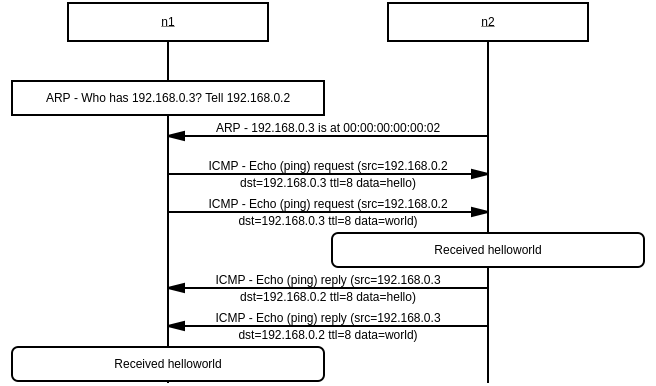 n1
n2
ARP - Who has 192.168.0.3? Tell 192.168.0.2
ARP - 192.168.0.3 is at 00:00:00:00:00:02
ICMP - Echo (ping) request (src=192.168.0.2
dst=192.168.0.3 ttl=8 data=hello)
ICMP - Echo (ping) request (src=192.168.0.2
dst=192.168.0.3 ttl=8 data=world)
Received helloworld
ICMP - Echo (ping) reply (src=192.168.0.3
dst=192.168.0.2 ttl=8 data=hello)
ICMP - Echo (ping) reply (src=192.168.0.3
dst=192.168.0.2 ttl=8 data=world)
Received helloworld